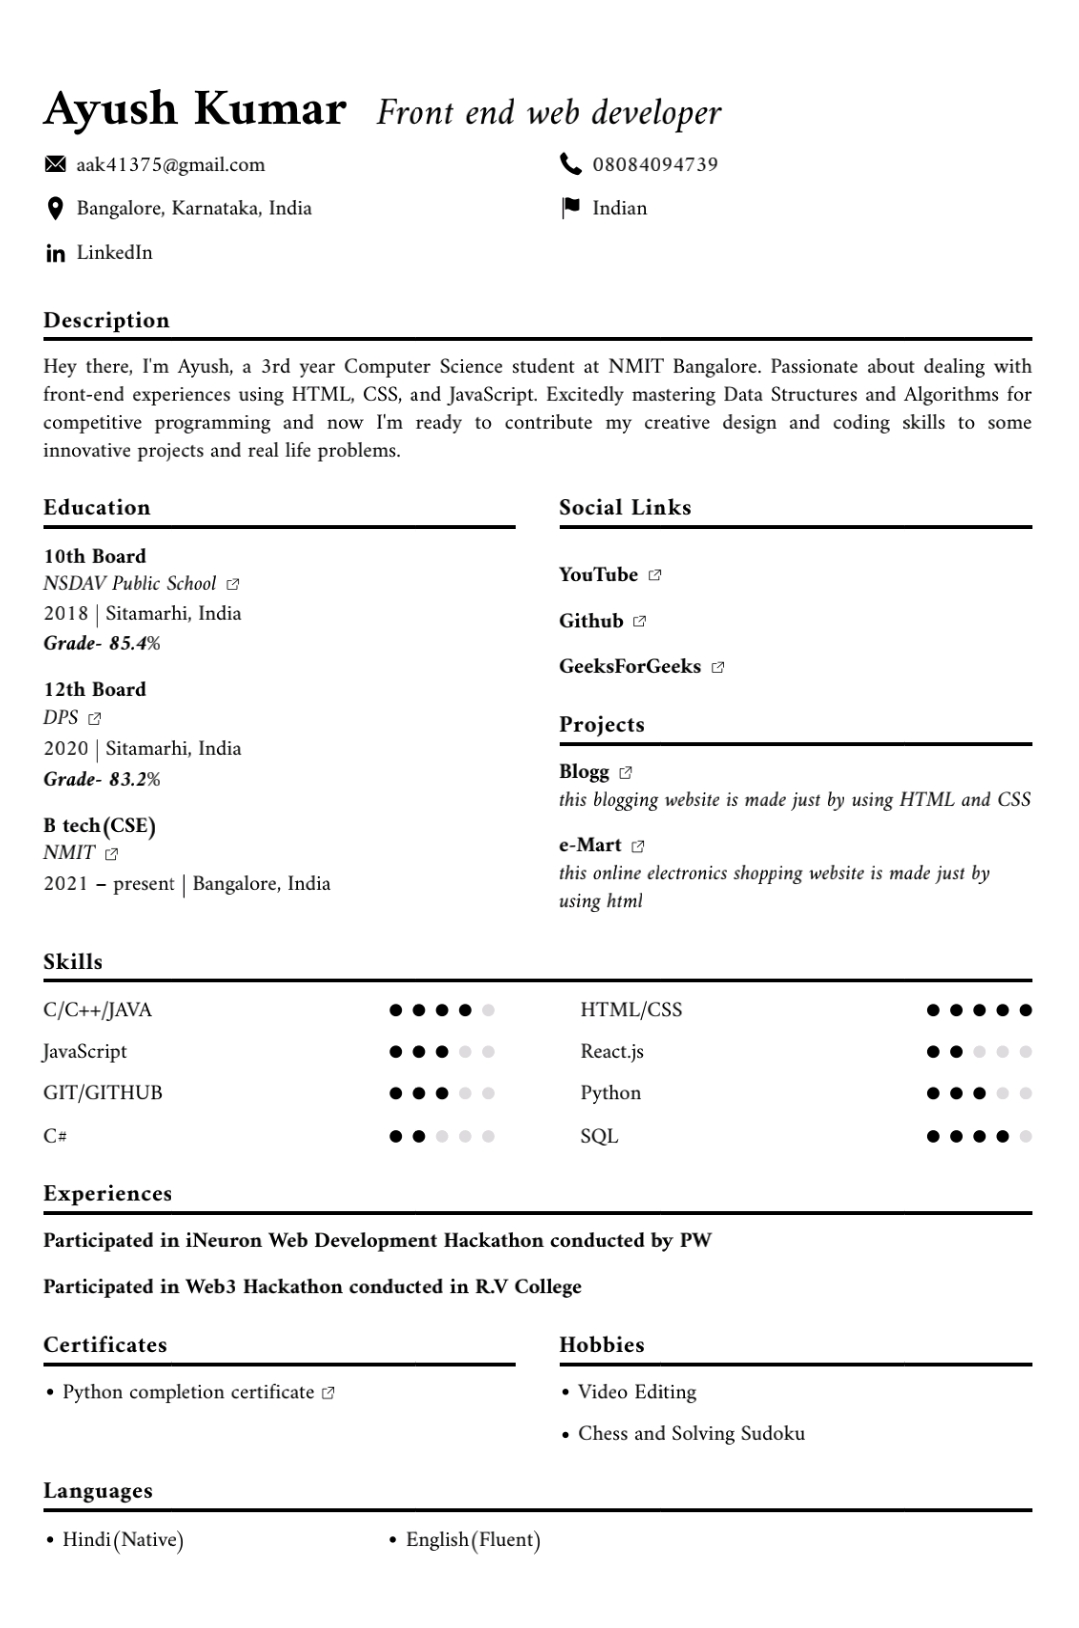 Ayush Kumar Front end web developer
aak41375@gmail.com
08084094739
Bangalore, Karnataka, India
Indian
in LinkedIn
Description
Hey there, I'm Ayush, a 3rd year Computer Science student at NMIT Bangalore. Passionate about dealing with
front-end experiences using HTML, CSS, and JavaScript. Excitedly mastering Data Structures and Algorithms for
competitive programming and now I'm ready to contribute my creative design and coding skills to some
innovative projects and real life problems.
Education
10th Board
NSDAV Public School
2018 | Sitamarhi, India
Grade- 85.4%
12th Board
DPS
2020 | Sitamarhi, India
Grade- 83.2%
B tech(CSE)
NMIT
2021 – present | Bangalore, India
Social Links
YouTube
Github
GeeksForGeeks
Projects
Blogg
this blogging website is made just by using HTML and CSS
e-Mart
this online electronics shopping website is made just by
using html
Skills
C/C++/JAVA
HTML/CSS
JavaScript
React.js
GIT/GITHUB
Python
C#
SQL
Experiences
Participated in iNeuron Web Development Hackathon conducted by PW
Participated in Web3 Hackathon conducted in R.V College
Certificates
• Python completion certificate
Hobbies
• Video Editing
• Chess and Solving Sudoku
Languages
• Hindi(Native)
• English(Fluent)